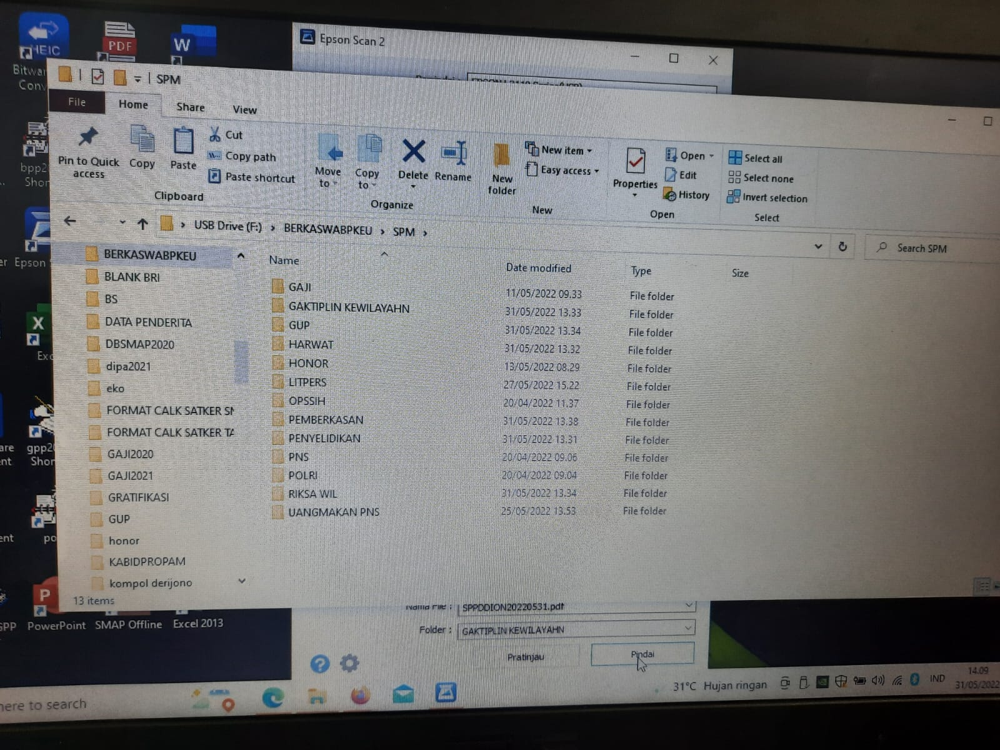 HEIC
PDF
W
Bitwar
Conv
Epson Scan 2
SPM
File
Home
Share
View
Pin to Quick access
Copy
Paste
Cut
Copy path
Paste shortcut
Clipboard
Move to
Copy to
Delete
Rename
Organize
New folder
New item
Easy access
New
Properties
Open
Edit
History
Open
Select all
Select none
Invert selection
Select
USB Drive (F:) › BERKASWABPKEU › SPM ›
Search SPM
bpp2
Shor
er Epson
X
Exc
are
nt
gpp20
Shor
ent
po
BERKASWABPKEU
BLANK BRI
BS
DATA PENDERITA
DBSMAP2020
dipa2021
eko
FORMAT CALK SATKER SM
FORMAT CALK SATKER TA
GAJI2020
GAJI2021
GRATIFIKASI
GUP
honor
KABIDPROPAM
kompol derijono
Name Date modified Type Size
GAJI 11/05/2022 09.33 File folder
GAKTIPLIN KEWILAYAHN 31/05/2022 13.33 File folder
GUP 31/05/2022 13.34 File folder
HARWAT 31/05/2022 13.32 File folder
HONOR 13/05/2022 08.29 File folder
LITPERS 27/05/2022 15.22 File folder
OPSSIH 20/04/2022 11.37 File folder
PEMBERKASAN 31/05/2022 13.38 File folder
PENYELIDIKAN 31/05/2022 13.31 File folder
PNS 20/04/2022 09.06 File folder
POLRI 20/04/2022 09.04 File folder
RIKSA WIL 31/05/2022 13.34 File folder
UANGMAKAN PNS 25/05/2022 13.53 File folder
13 items
P
GPP PowerPoint SMAP Offline Excel 2013
Nama File : SPPDDION20220531.pdf
Folder : GAKTIPLIN KEWILAYAHN
Pratinjau
Pindai
here to search
31°C Hujan ringan
IND
14.09
31/05/2022